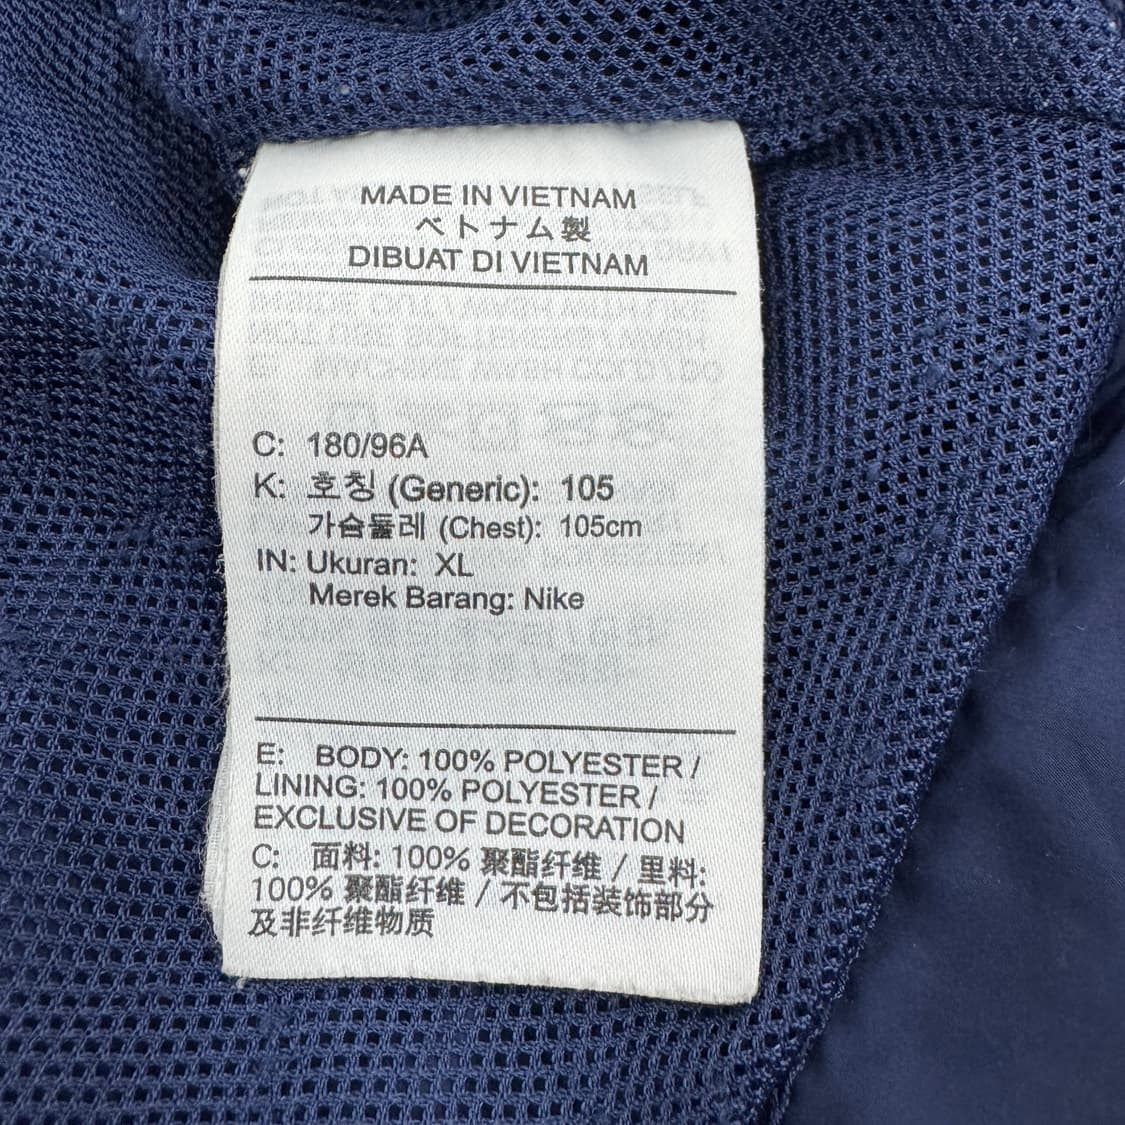 MADE IN VIETNAM
ベトナム製
DIBUAT DI VIETNAM
C: 180/96A
K: 호칭 (Generic): 105
가슴둘레 (Chest): 105cm
IN: Ukuran: XL
Merek Barang: Nike
E: BODY: 100% POLYESTER /
LINING: 100% POLYESTER /
EXCLUSIVE OF DECORATION
C: 面料: 100% 聚酯纤维 / 里料:
100% 聚酯纤维 / 不包括装饰部分
及非纤维物质